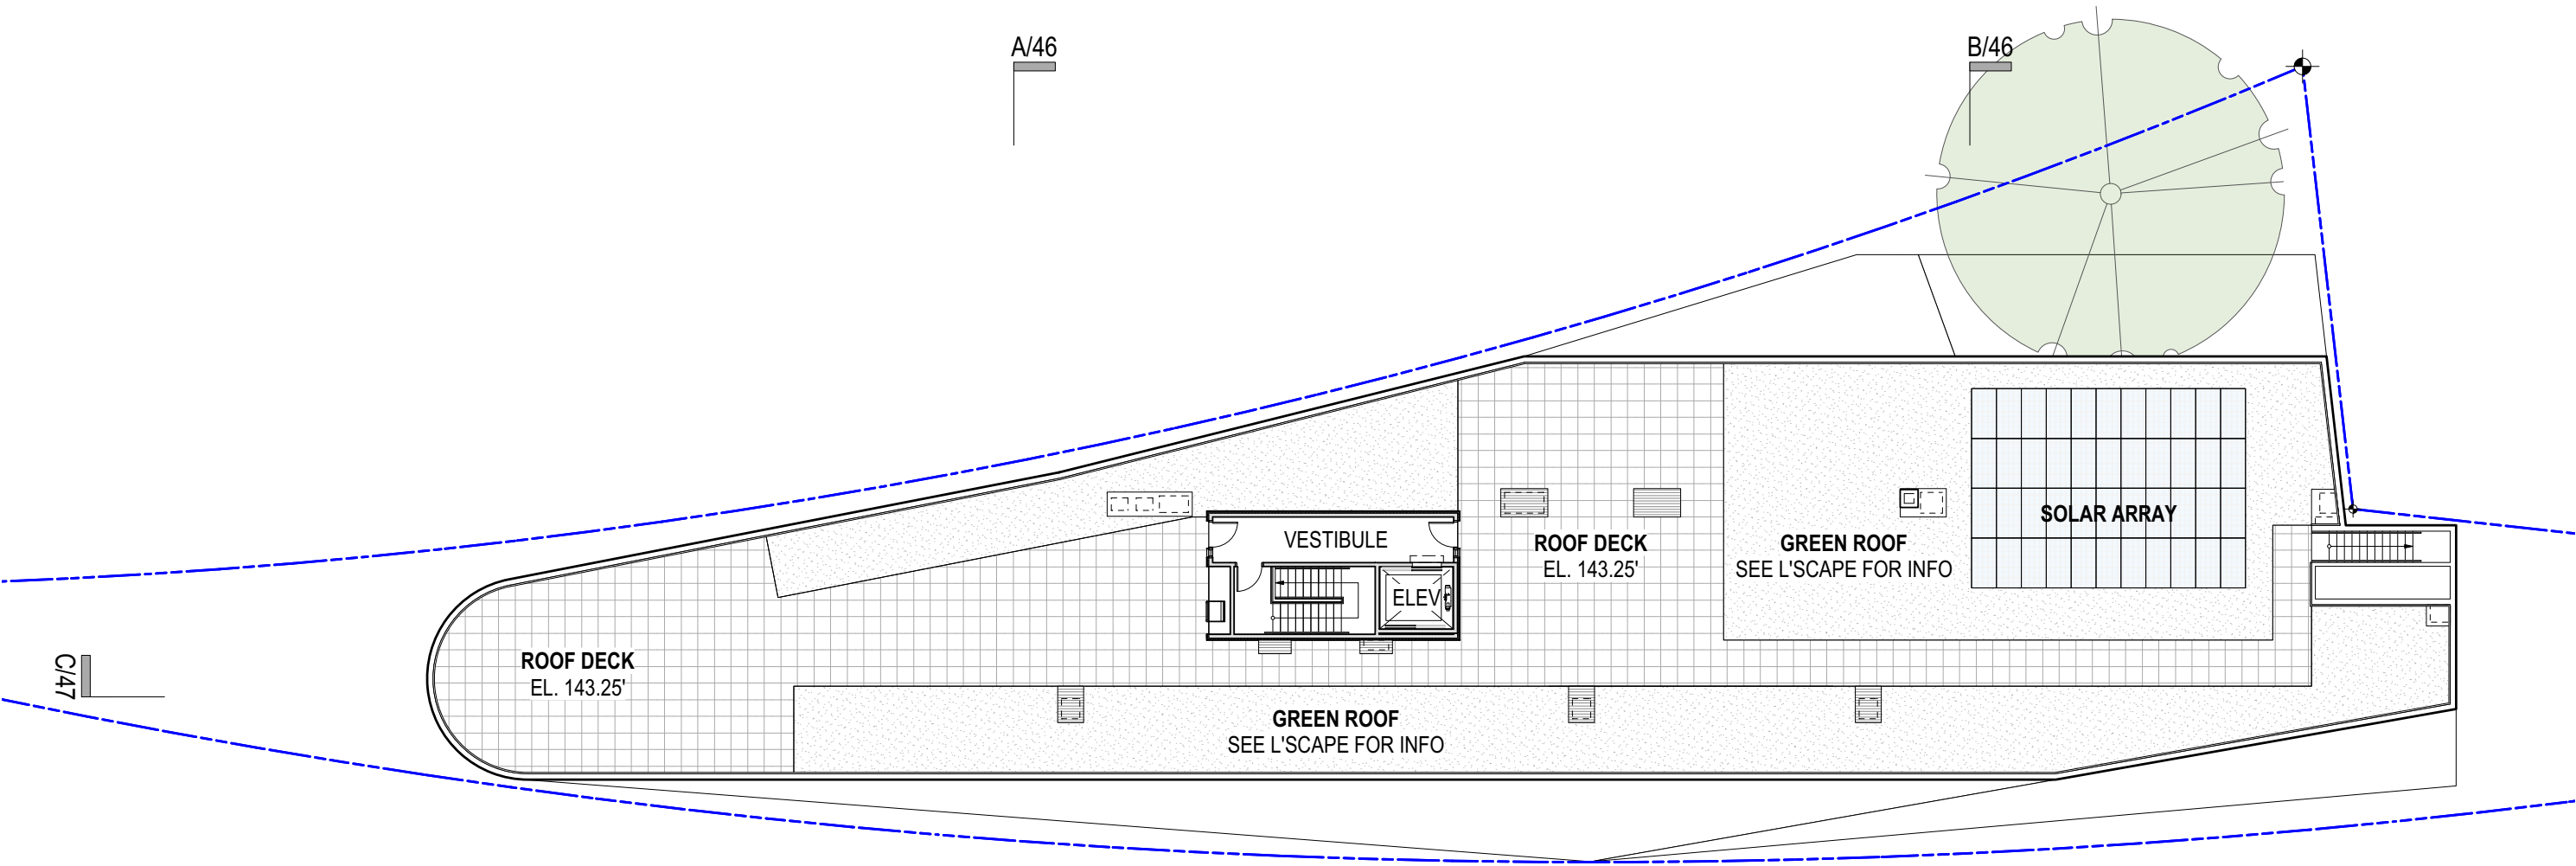 A/46
B/46
VESTIBULE
SOLAR ARRAY
ROOF DECK
EL. 143.25'
GREEN ROOF
SEE L'SCAPE FOR INFO
ELEV
ROOF DECK
EL. 143.25'
C/47
GREEN ROOF
SEE L'SCAPE FOR INFO